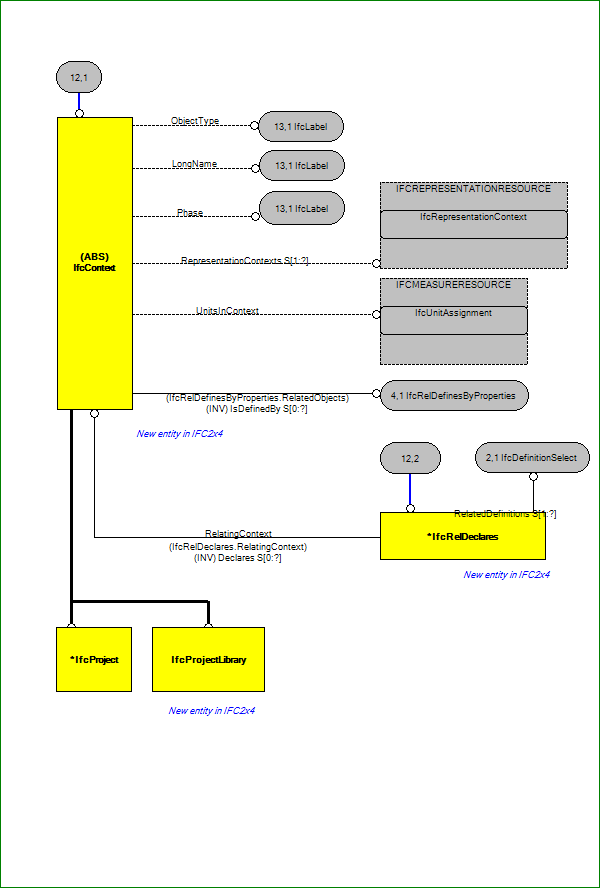 12,1
ObjectType
13,1 IfcLabel
LongName
13,1 IfcLabel
Phase
13,1 IfcLabel
IFCREPRESENTATIONRESOURCE
IfcRepresentationContext
(ABS)
IfcContext
RepresentationContexts S[1:?]
IFCMEASURERESOURCE
UnitsInContext
IfcUnitAssignment
(IfcRelDefinesByProperties.RelatedObjects)
(INV) IsDefinedBy S[0:?]
4,1 IfcRelDefinesByProperties
New entity in IFC2x4
12,2
2,1 IfcDefinitionSelect
RelatedDefinitions S[1:?]
*IfcRelDeclares
RelatingContext
(IfcRelDeclares.RelatingContext)
(INV) Declares S[0:?]
New entity in IFC2x4
*IfcProject
IfcProjectLibrary
New entity in IFC2x4